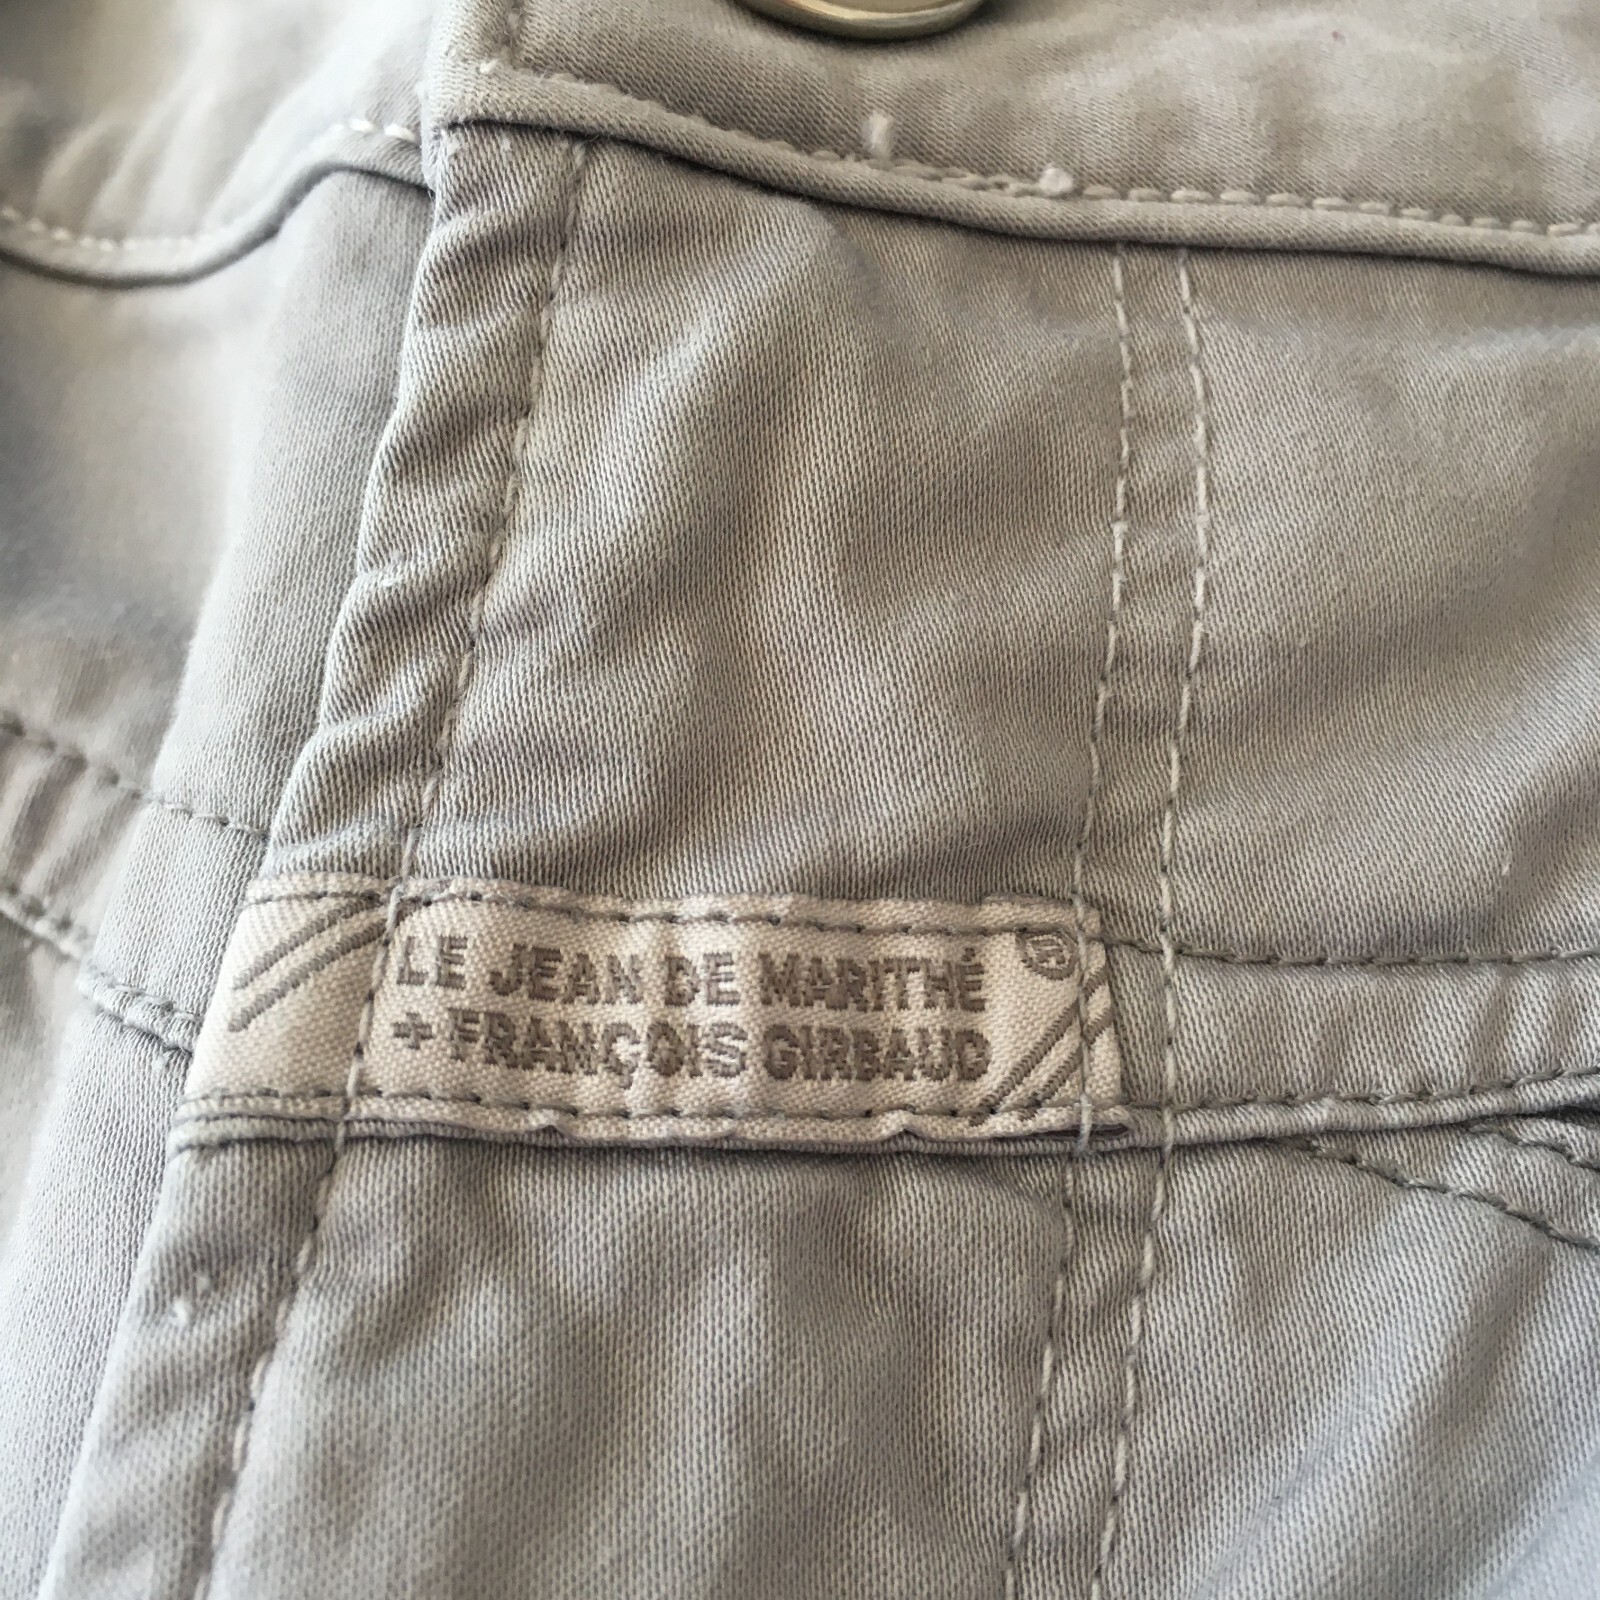 LE JEAN DE MARITHÉ ®
+ FRANÇOIS GIRBAUD